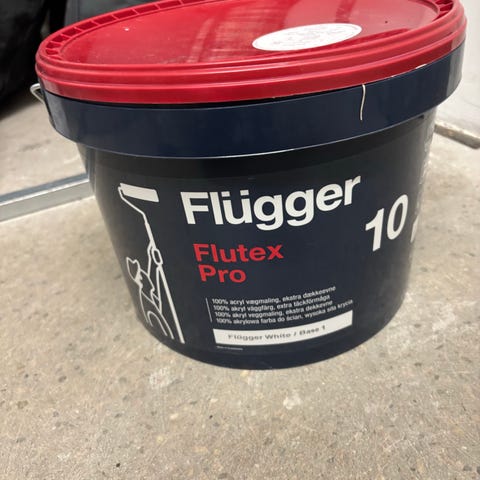 Flügger
Flutex
Pro
10
100% acryl vægmaling, ekstra dækkeevne
100% akryl väggfärg, extra täckförmåga
100% akryl veggmaling, ekstra dekkevne
100% akrylowa farba do ścian, wysoka siła krycia
Flügger White / Base 1